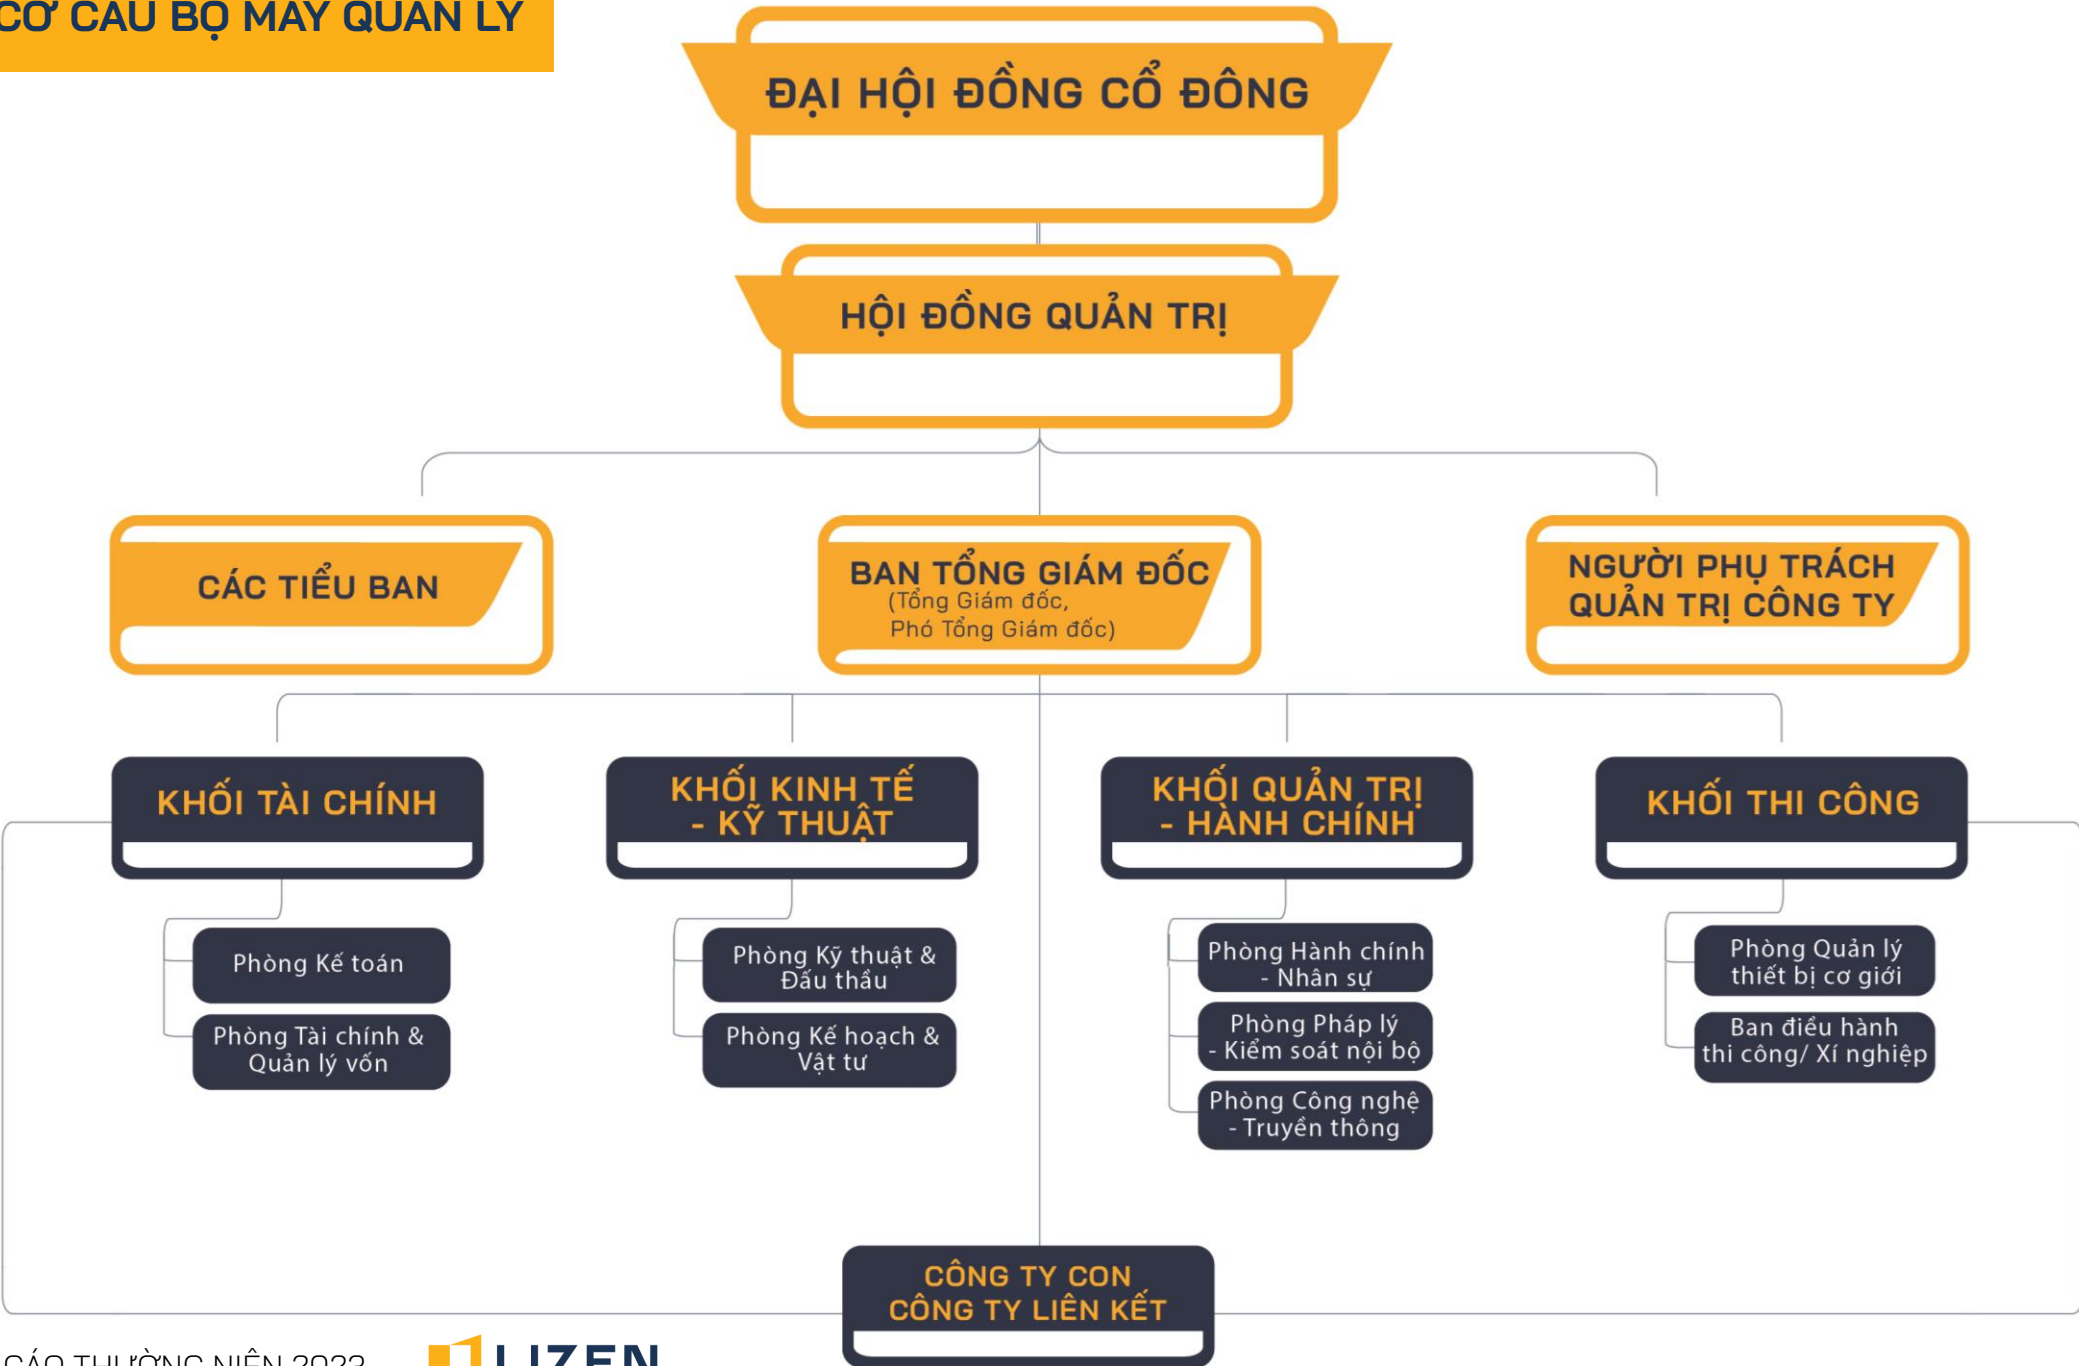 CƠ CẤU BỘ MÁY QUẢN LÝ
ĐẠI HỘI ĐỒNG CỔ ĐÔNG
HỘI ĐỒNG QUẢN TRỊ
CÁC TIỂU BAN
BAN TỔNG GIÁM ĐỐC
(Tổng Giám đốc,
Phó Tổng Giám đốc)
NGƯỜI PHỤ TRÁCH
QUẢN TRỊ CÔNG TY
KHỐI TÀI CHÍNH
KHỐI KINH TẾ
- KỸ THUẬT
KHỐI QUẢN TRỊ
- HÀNH CHÍNH
KHỐI THI CÔNG
Phòng Kế toán
Phòng Tài chính &
Quản lý vốn
Phòng Kỹ thuật &
Đấu thầu
Phòng Kế hoạch &
Vật tư
Phòng Hành chính
- Nhân sự
Phòng Pháp lý
- Kiểm soát nội bộ
Phòng Công nghệ
- Truyền thông
Phòng Quản lý
thiết bị cơ giới
Ban điều hành
thi công/ Xí nghiệp
CÔNG TY CON
CÔNG TY LIÊN KẾT
CÁO THƯỜNG NIÊN 2023
LIZEN